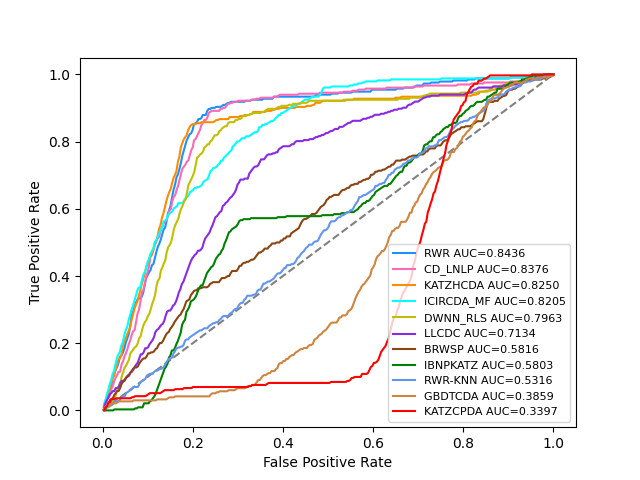 1.0
0.8
0.6
0.4
0.2
0.0
True Positive Rate
RWR AUC=0.8436
CD_LNLP AUC=0.8376
KATZHCDA AUC=0.8250
ICIRCDA_MF AUC=0.8205
DWNN_RLS AUC=0.7963
LLCDC AUC=0.7134
BRWSP AUC=0.5816
IBNPKATZ AUC=0.5803
RWR-KNN AUC=0.5316
GBDTCDA AUC=0.3859
KATZCPDA AUC=0.3397
0.0 0.2 0.4 0.6 0.8 1.0
False Positive Rate